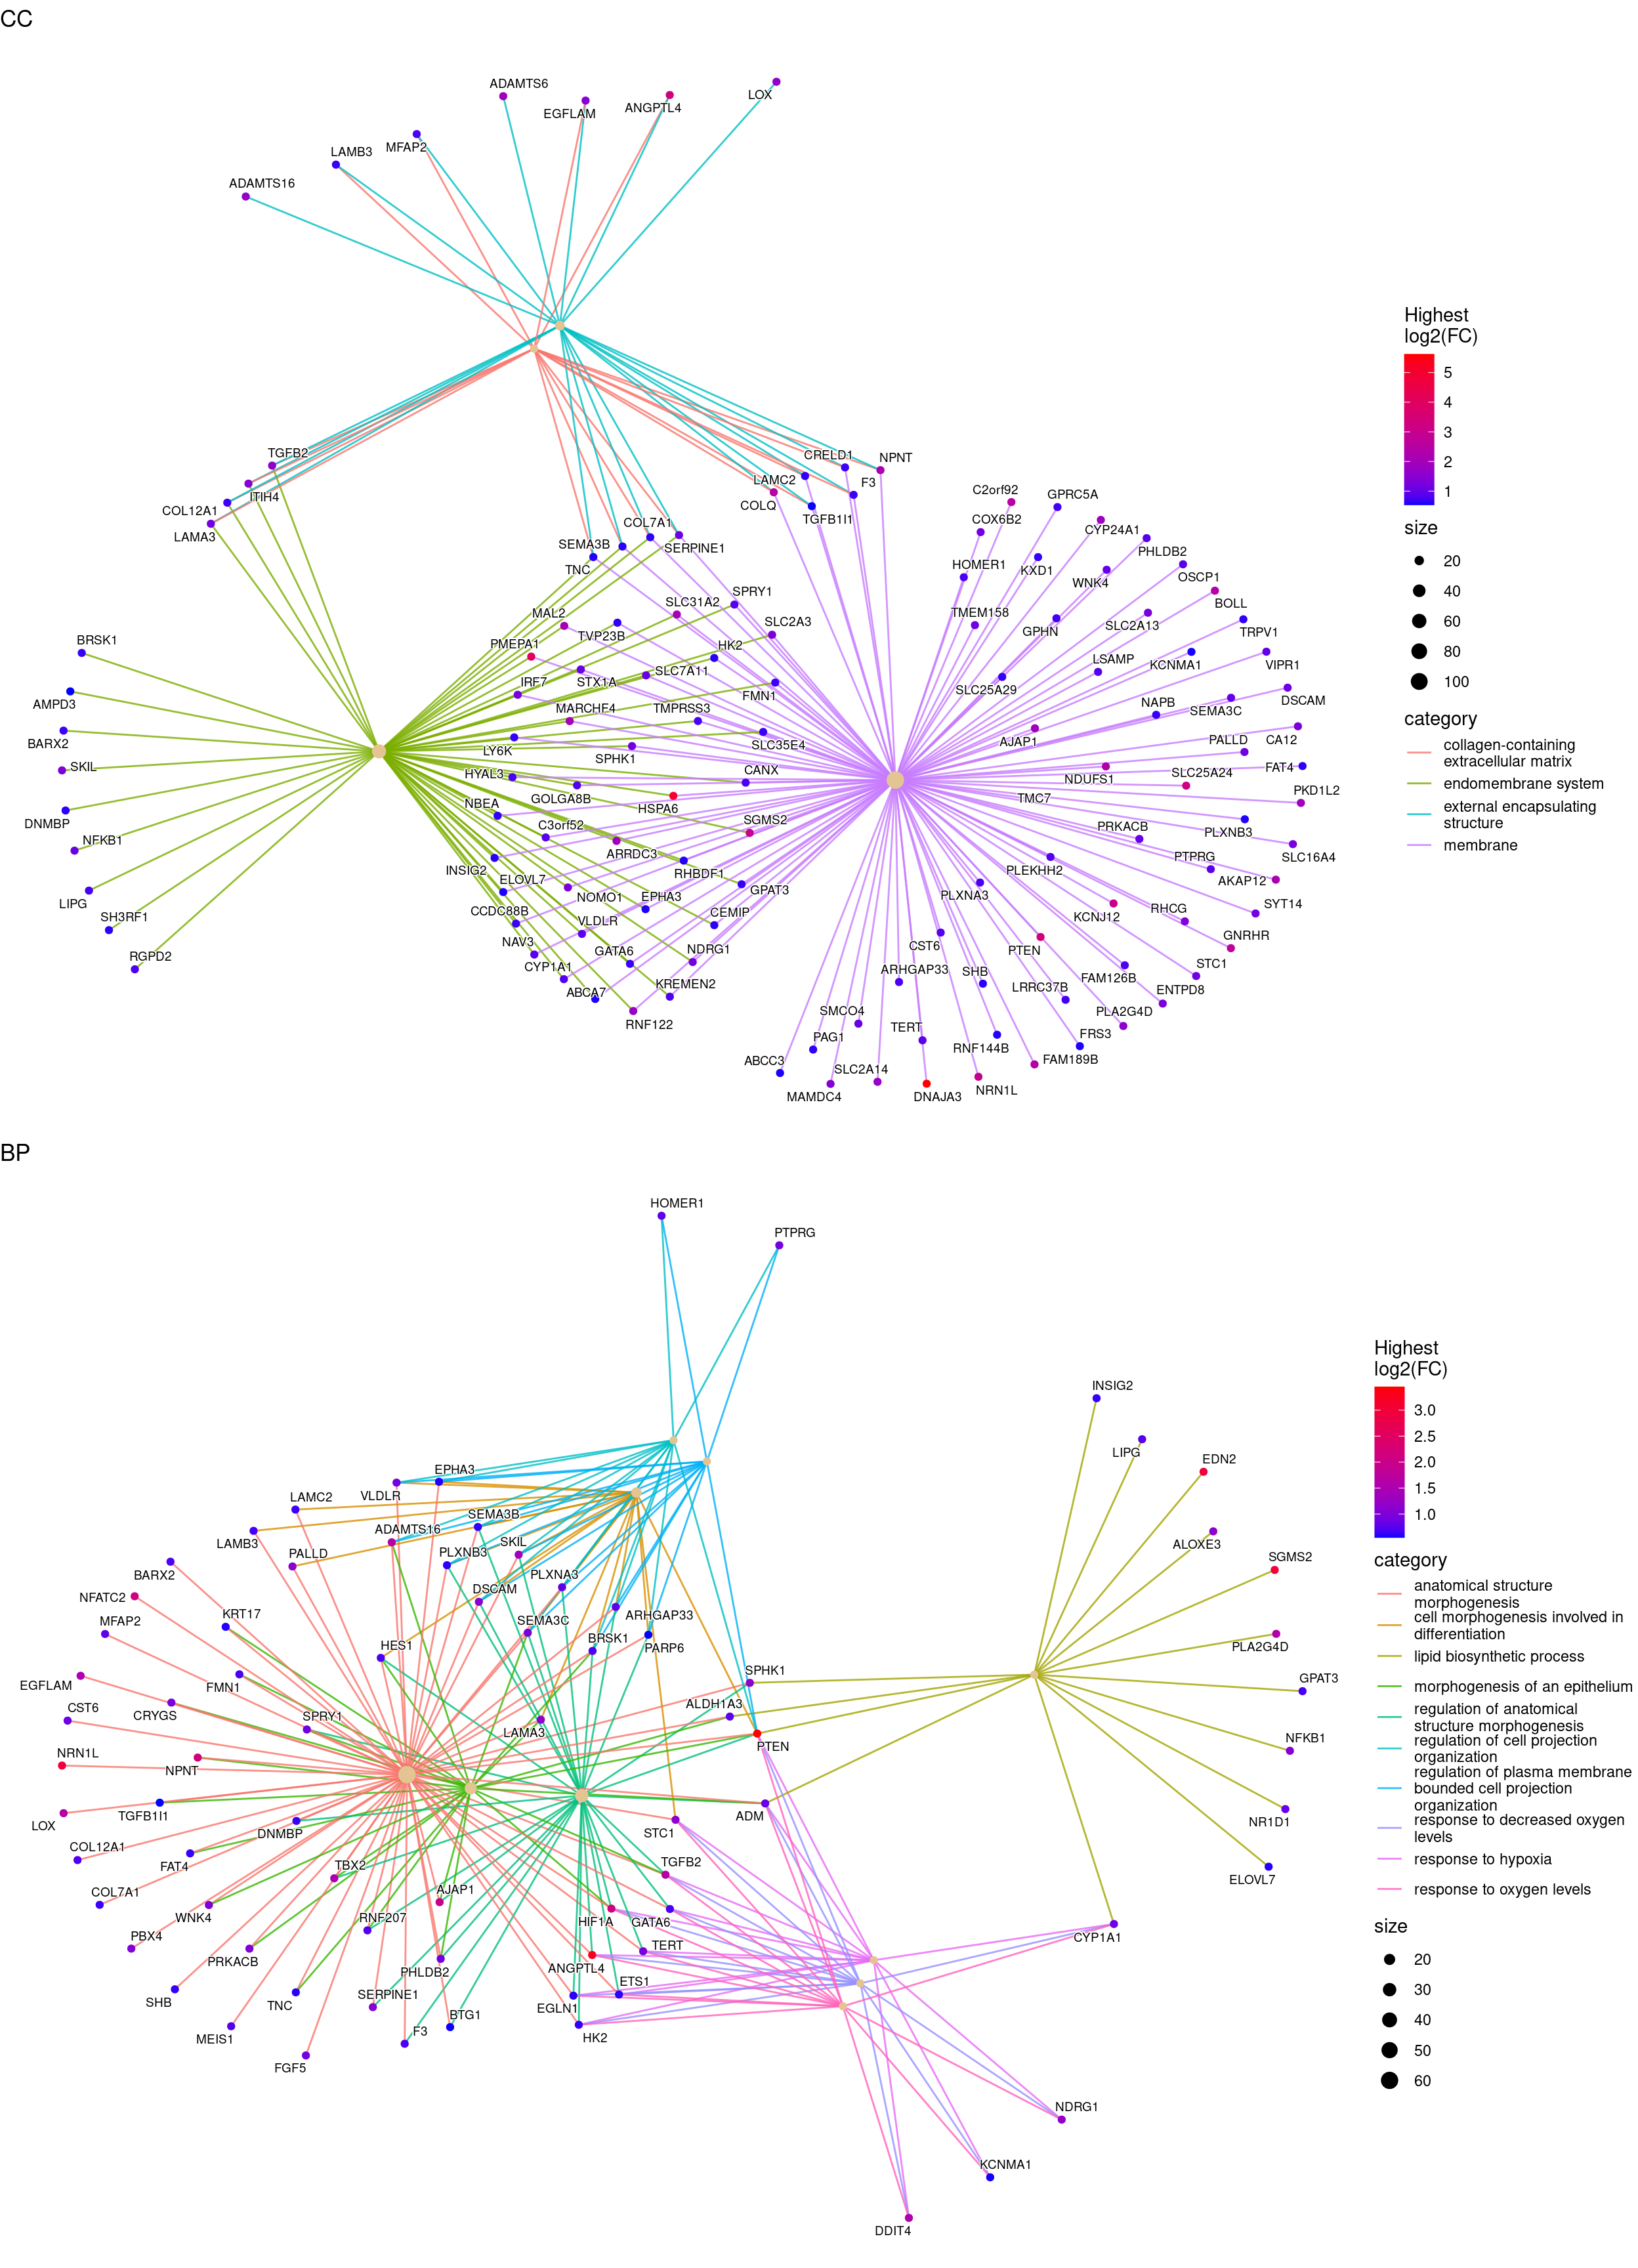 CC
ADAMTS6
EGFLAM
ANGPTL4
LOX
MFAP2
LAMB3
ADAMTS16
TGFB2
ITIH4
COL12A1
LAMA3
CRELD1
NPNT
LAMC2
F3
COLQ
TGFB1I1
COL7A1
SEMA3B
SERPINE1
TNC
C2orf92
GPRC5A
COX6B2
CYP24A1
PHLDB2
HOMER1
KXD1
WNK4
OSCP1
BOLL
TMEM158
GPHN
SLC2A13
TRPV1
SPRY1
SLC31A2
MAL2
TVP23B
SLC2A3
PMEPA1
HK2
STX1A
SLC7A11
IRF7
FMN1
MARCHF4
TMPRSS3
LSAMP
KCNMA1
VIPR1
SLC25A29
DSCAM
NAPB
SEMA3C
BRSK1
AMPD3
BARX2
SKIL
DNMBP
NFKB1
LIPG
SH3RF1
RGPD2
LY6K
SPHK1
SLC35E4
AJAP1
PALLD
CA12
HYAL3
CANX
GOLGA8B
HSPA6
NDUFS1
SLC25A24
FAT4
PKD1L2
NBEA
C3orf52
SGMS2
TMC7
PLXNB3
ARRDC3
PRKACB
SLC16A4
INSIG2
ELOVL7
RHBDF1
PLEKHH2
PTPRG
AKAP12
NOMO1
EPHA3
GPAT3
PLXNA3
CCDC88B
VLDLR
CEMIP
KCNJ12
RHCG
SYT14
NAV3
GATA6
NDRG1
CST6
PTEN
GNRHR
CYP1A1
ABCA7
KREMEN2
ARHGAP33
SHB
LRRC37B
FAM126B
STC1
ENTPD8
RNF122
SMCO4
PLA2G4D
PAG1
TERT
RNF144B
FRS3
ABCC3
SLC2A14
FAM189B
MAMDC4
DNAJA3
NRN1L
Highest
log2(FC)
5
4
3
2
1
size
20
40
60
80
100
category
collagen-containing
extracellular matrix
endomembrane system
external encapsulating
structure
membrane
BP
HOMER1
PTPRG
INSIG2
LIPG
EDN2
ALOXE3
SGMS2
PLA2G4D
GPAT3
NFKB1
NR1D1
ELOVL7
CYP1A1
EPHA3
VLDLR
LAMC2
LAMB3
ADAMTS16
SEMA3B
PALLD
PLXNB3
SKIL
BARX2
PLXNA3
NFATC2
DSCAM
MFAP2
KRT17
SEMA3C
ARHGAP33
BRSK1
PARP6
HES1
SPHK1
EGFLAM
FMN1
CST6
CRYGS
SPRY1
LAMA3
ALDH1A3
PTEN
NRN1L
NPNT
LOX
TGFB1I1
DNMBP
ADM
STC1
COL12A1
FAT4
TBX2
TGFB2
COL7A1
WNK4
AJAP1
RNF207
HIF1A
GATA6
PBX4
PRKACB
PHLDB2
TERT
ANGPTL4
SHB
TNC
SERPINE1
ETS1
EGLN1
MEIS1
F3
BTG1
HK2
FGF5
NDRG1
KCNMA1
DDIT4
Highest
log2(FC)
3.0
2.5
2.0
1.5
1.0
category
anatomical structure
morphogenesis
cell morphogenesis involved in
differentiation
lipid biosynthetic process
morphogenesis of an epithelium
regulation of anatomical
structure morphogenesis
regulation of cell projection
organization
regulation of plasma membrane
bounded cell projection
organization
response to decreased oxygen
levels
response to hypoxia
response to oxygen levels
size
20
30
40
50
60